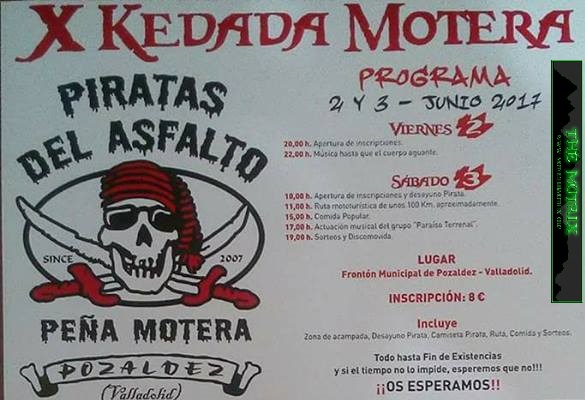 X KEDADA MOTERA
PIRATAS
DEL ASFALTO
SINCE 2007
PEÑA MOTERA
POZALDEZ
(Valladolid)
PROGRAMA
2 Y 3 - JUNIO 2017
VIERNES 2
20,00 h. Apertura de inscripciones.
22,00 h. Música hasta que el cuerpo aguante.
SÁBADO 3
10,00 h. Apertura de inscripciones y desayuno Pirata.
11,00 h. Ruta mototurística de unos 100 Km. aproximadamente.
15,00 h. Comida Popular.
17,00 h. Actuación musical del grupo "Paraíso Terrenal".
19,00 h. Sorteos y Discomovida.
LUGAR
Frontón Municipal de Pozaldez - Valladolid.
INSCRIPCIÓN: 8 €
Incluye
Zona de acampada, Desayuno Pirata, Camiseta Pirata, Ruta, Comida y Sorteos.
Todo hasta Fin de Existencias
y si el tiempo no lo impide, esperemos que no!!!
¡¡OS ESPERAMOS!!
THE MOTRIX